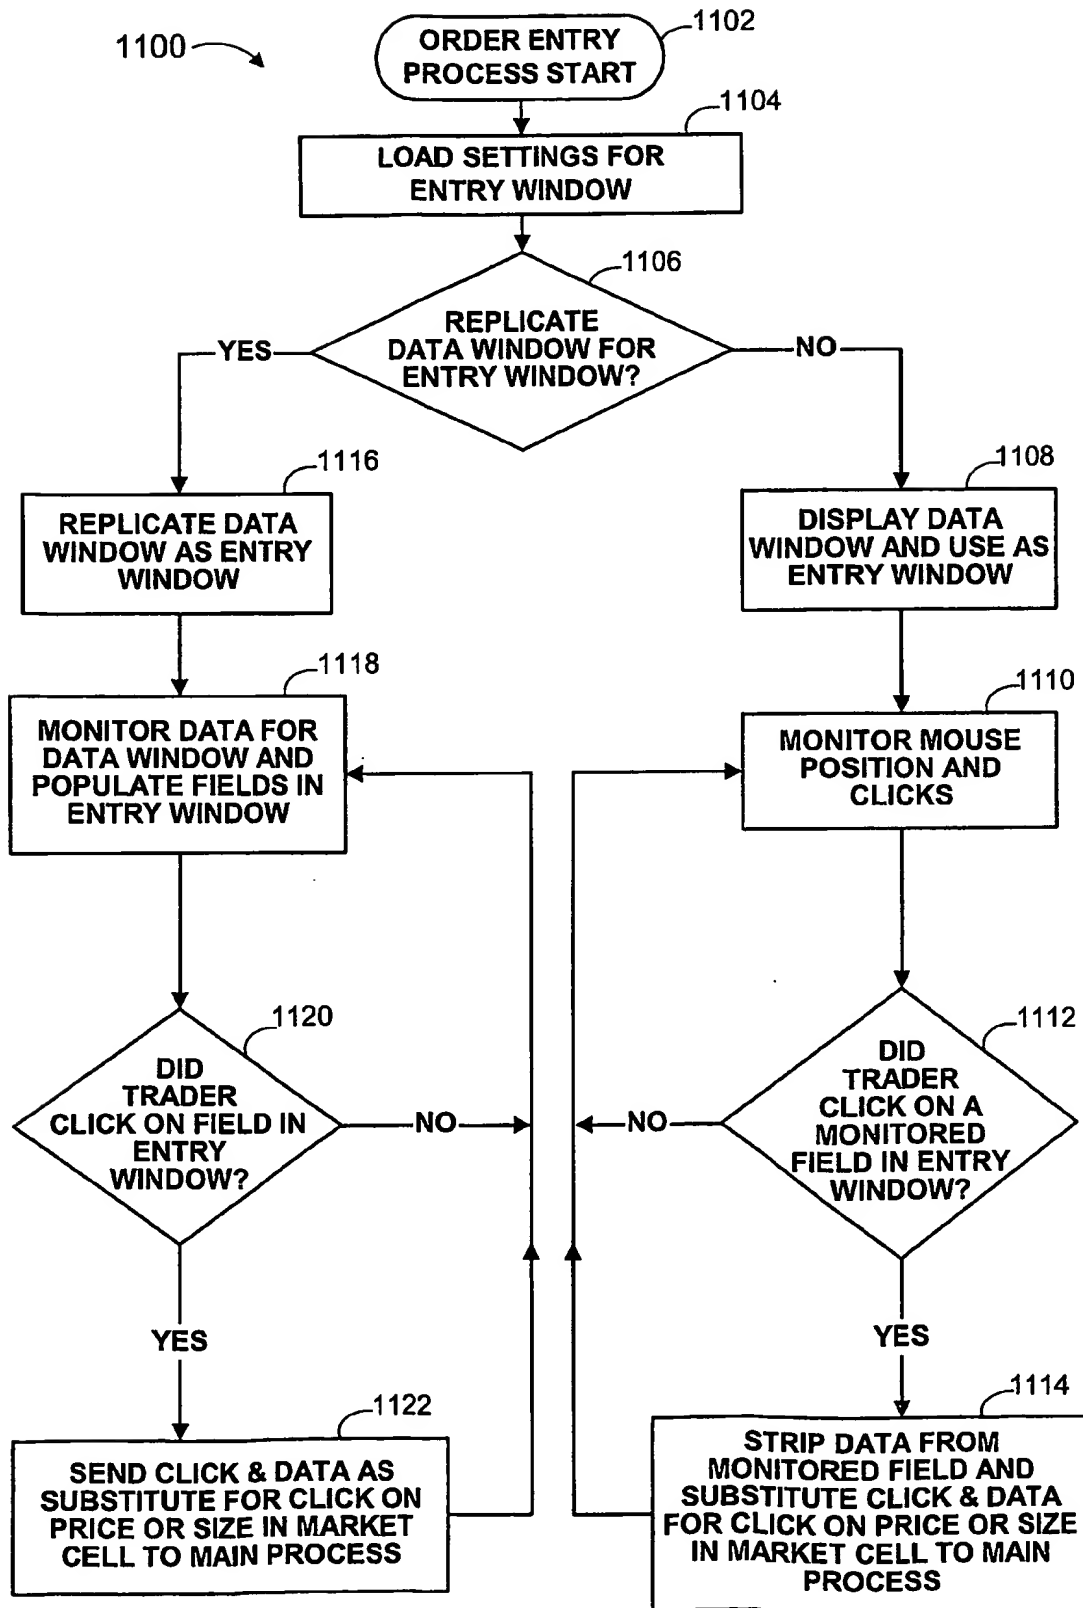 1100
1102
ORDER ENTRY
PROCESS START
1104
LOAD SETTINGS FOR
ENTRY WINDOW
1106
REPLICATE
DATA WINDOW FOR
ENTRY WINDOW?
YES
NO
1116
REPLICATE DATA
WINDOW AS ENTRY
WINDOW
1108
DISPLAY DATA
WINDOW AND USE AS
ENTRY WINDOW
1118
MONITOR DATA FOR
DATA WINDOW AND
POPULATE FIELDS IN
ENTRY WINDOW
1110
MONITOR MOUSE
POSITION AND
CLICKS
1120
DID
TRADER
CLICK ON FIELD IN
ENTRY
WINDOW?
NO
1112
DID
TRADER
CLICK ON A
MONITORED
FIELD IN ENTRY
WINDOW?
NO
YES
YES
1122
SEND CLICK & DATA AS
SUBSTITUTE FOR CLICK ON
PRICE OR SIZE IN MARKET
CELL TO MAIN PROCESS
1114
STRIP DATA FROM
MONITORED FIELD AND
SUBSTITUTE CLICK & DATA
FOR CLICK ON PRICE OR SIZE
IN MARKET CELL TO MAIN
PROCESS